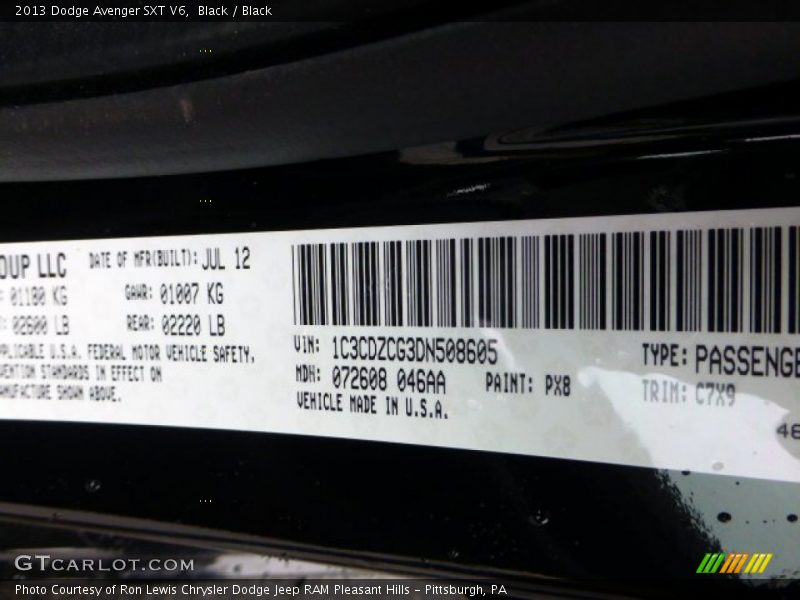 2013 Dodge Avenger SXT V6,  Black / Black
OUP LLC DATE OF MFR(BUILT): JUL 12
01180 KG GAWR: 01007 KG
02600 LB REAR: 02220 LB
APPLICABLE U.S.A. FEDERAL MOTOR VEHICLE SAFETY,
VENTION STANDARDS IN EFFECT ON
ANUFACTURE SHOWN ABOVE.
VIN: 1C3CDZCG3DN508605 TYPE: PASSENGE
MDH: 072608 046AA PAINT: PX8 TRIM: C7X9
VEHICLE MADE IN U.S.A.
48
GTCARLOT.COM
Photo Courtesy of Ron Lewis Chrysler Dodge Jeep RAM Pleasant Hills - Pittsburgh, PA